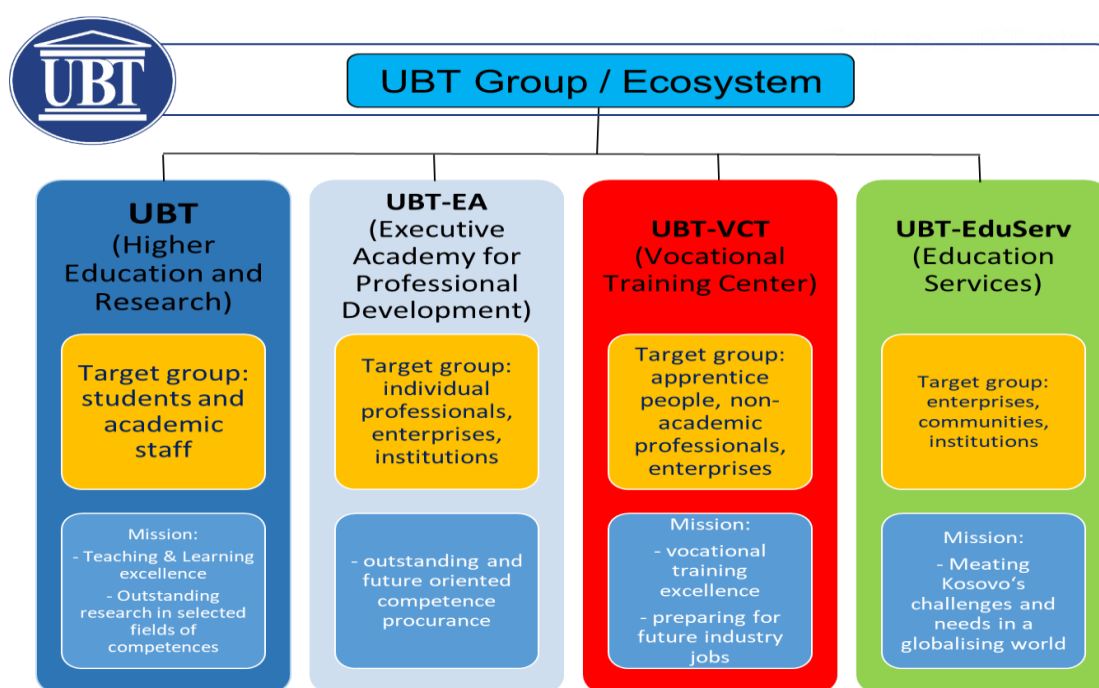 UBT
UBT Group / Ecosystem
UBT
(Higher
Education and
Research)
Target group:
students and
academic
staff
Mission:
- Teaching & Learning
excellence
- Outstanding
research in selected
fields of
competences
UBT-EA
(Executive
Academy for
Professional
Development)
Target group:
individual
professionals,
enterprises,
institutions
- outstanding and
future oriented
competence
procurance
UBT-VCT
(Vocational
Training Center)
Target group:
apprentice
people, non-
academic
professionals,
enterprises
Mission:
- vocational
training
excellence
- preparing for
future industry
jobs
UBT-EduServ
(Education
Services)
Target group:
enterprises,
communities,
institutions
Mission:
- Meating
Kosovo‘s
challenges and
needs in a
globalising world